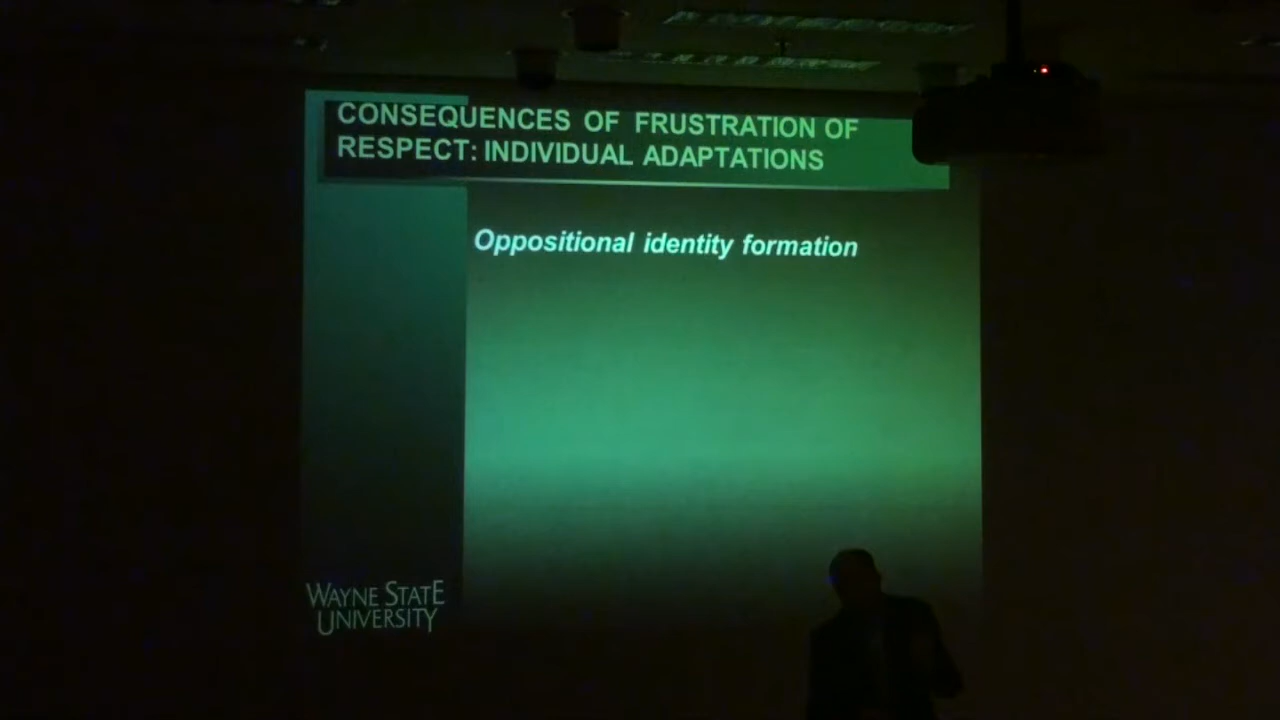 CONSEQUENCES OF FRUSTRATION OF
RESPECT: INDIVIDUAL ADAPTATIONS
Oppositional identity formation
WAYNE STATE
UNIVERSITY